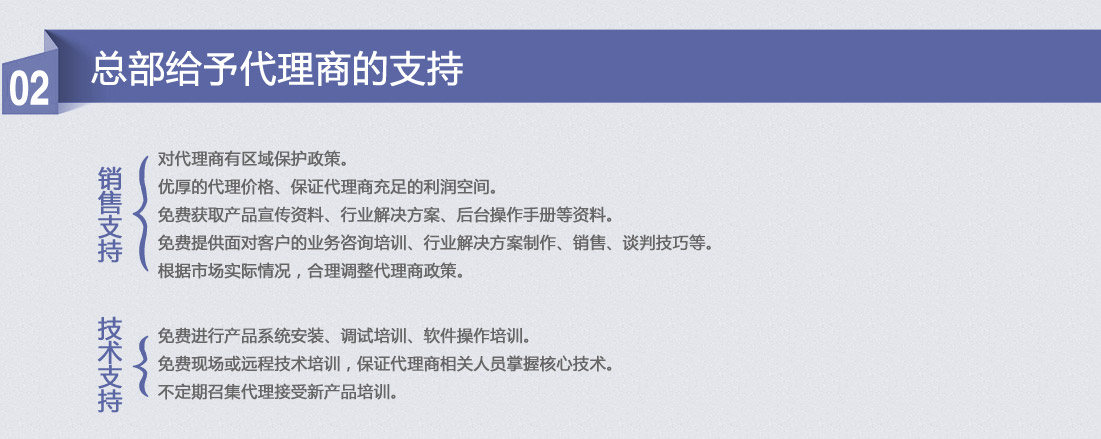 02
总部给予代理商的支持
销售支持
对代理商有区域保护政策。
优厚的代理价格、保证代理商充足的利润空间。
免费获取产品宣传资料、行业解决方案、后台操作手册等资料。
免费提供面对客户的业务咨询培训、行业解决方案制作、销售、谈判技巧等。
根据市场实际情况，合理调整代理商政策。
技术支持
免费进行产品系统安装、调试培训、软件操作培训。
免费现场或远程技术培训，保证代理商相关人员掌握核心技术。
不定期召集代理接受新产品培训。